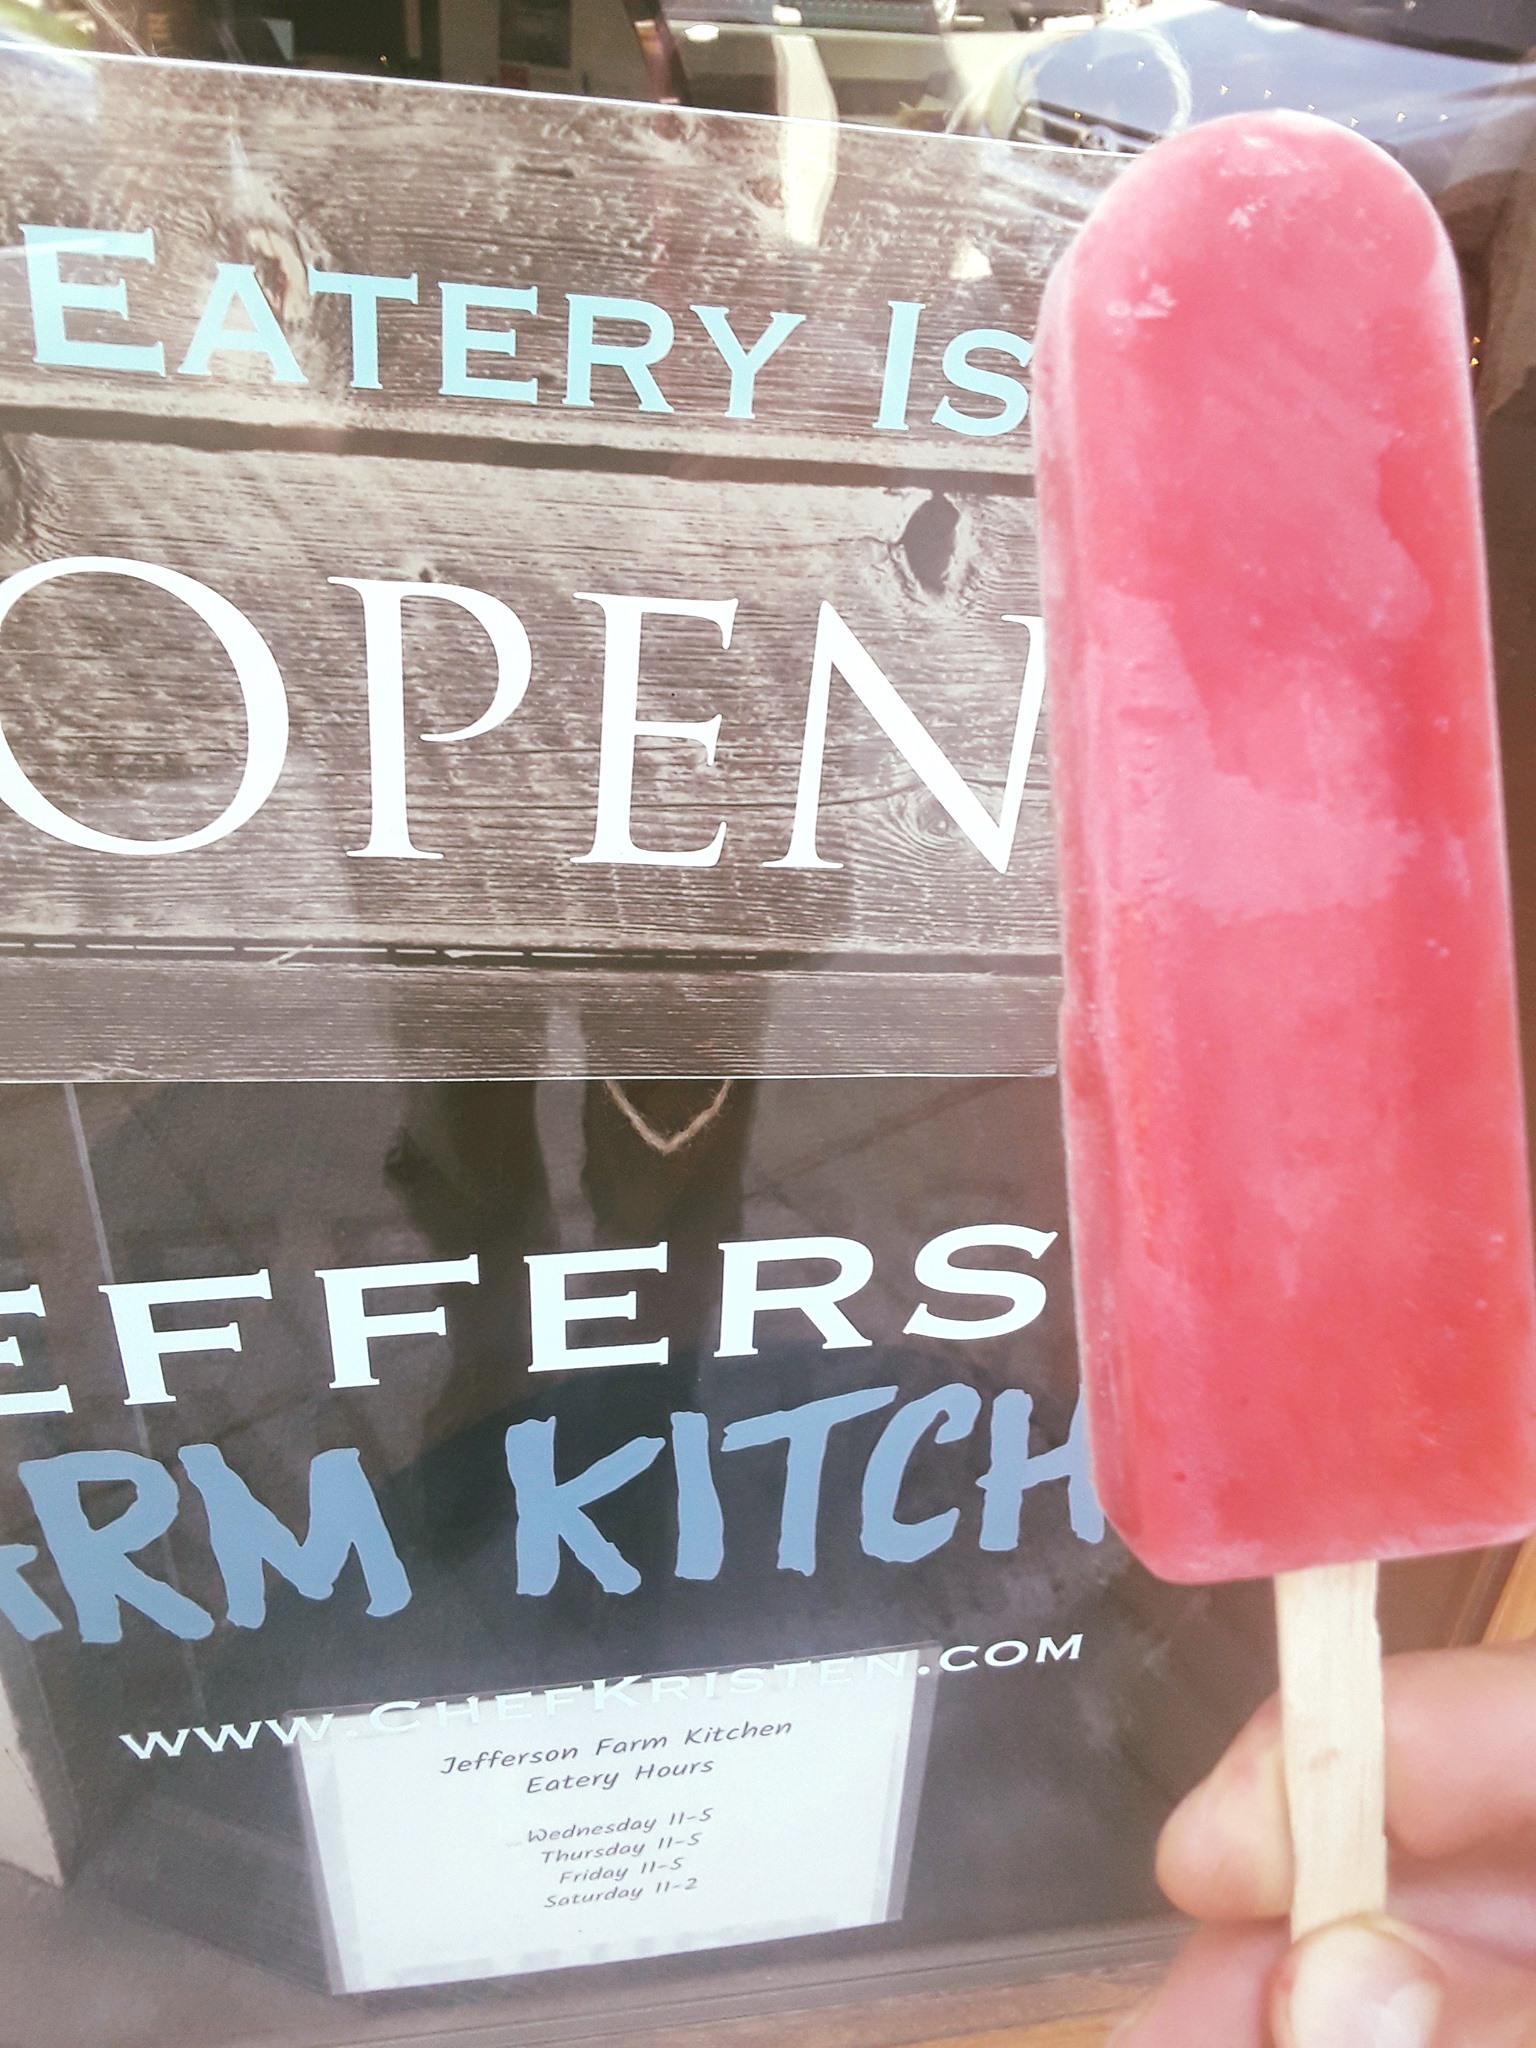 EATERY IS
OPEN
EFFERS
ARM KITCH
WWW.CHEFKRISTEN.COM
Jefferson Farm Kitchen
Eatery Hours
Wednesday 11-5
Thursday 11-5
Friday 11-5
Saturday 11-2